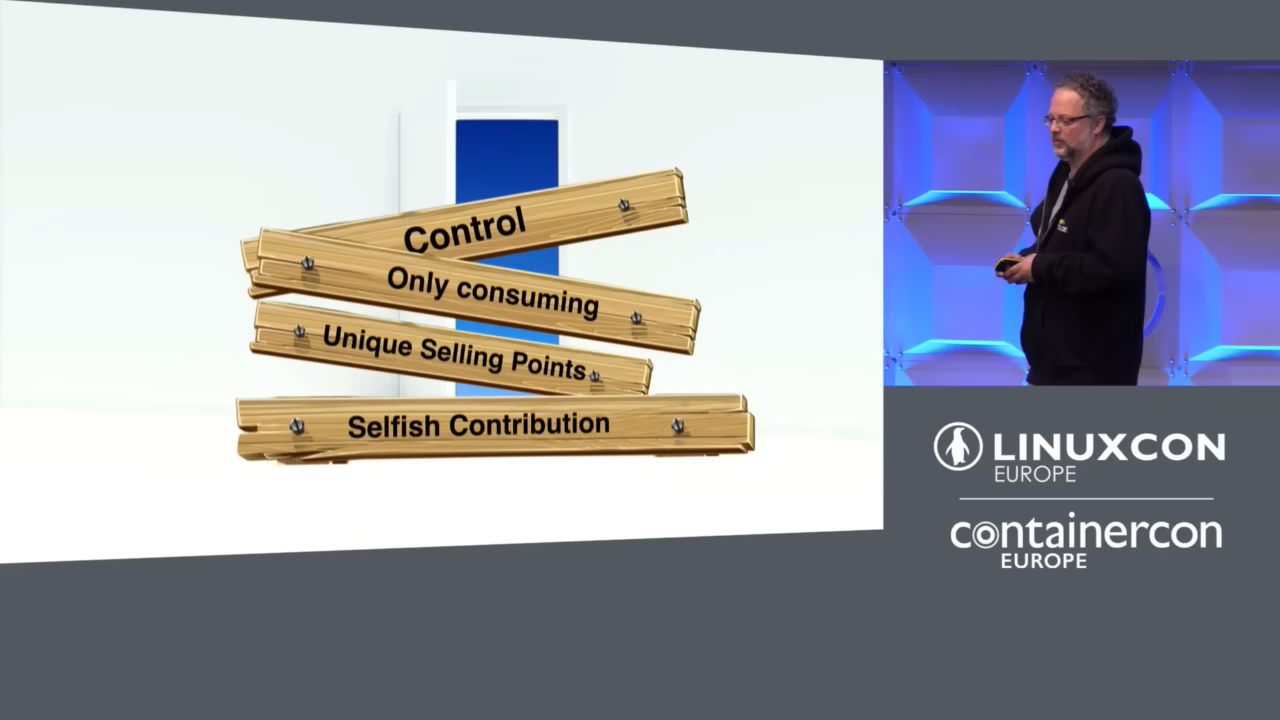 Control
Only consuming
Unique Selling Points
Selfish Contribution
LINUXCON
EUROPE
containercon
EUROPE